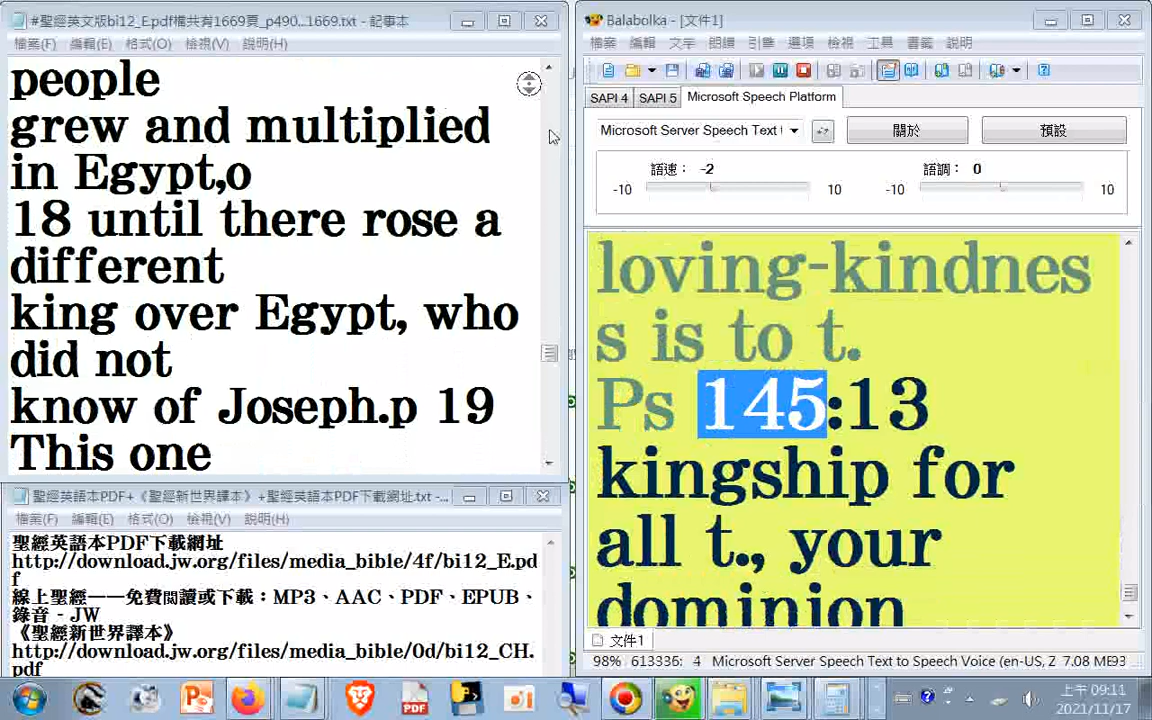 #聖經英文版bi12_E.pdf檔共有1669頁_p490...1669.txt - 記事本
檔案(F) 編輯(E) 格式(O) 檢視(V) 說明(H)
people
grew and multiplied
in Egypt,o
18 until there rose a
different
king over Egypt, who
did not
know of Joseph.p 19
This one
聖經英語本PDF+《聖經新世界譯本》+聖經英語本PDF下載網址.txt -...
檔案(F) 編輯(E) 格式(O) 檢視(V) 說明(H)
聖經英語本PDF下載網址
http://download.jw.org/files/media_bible/4f/bi12_E.pd
f
線上聖經——免費閱讀或下載：MP3、AAC、PDF、EPUB、
錄音 - JW
《聖經新世界譯本》
http://download.jw.org/files/media_bible/0d/bi12_CH.
pdf
Balabolka - [文件1]
檔案 編輯 文字 朗讀 引擎 選項 檢視 工具 書籤 說明
SAPI 4 SAPI 5 Microsoft Speech Platform
Microsoft Server Speech Text 關於 預設
語速： -2 語調： 0
-10 10 -10 10
loving-kindnes
s is to t.
Ps 145:13
kingship for
all t., your
dominion
文件1
98% 613336: 4 Microsoft Server Speech Text to Speech Voice (en-US, Z 7.08 ME93
上午 09:11
2021/11/17